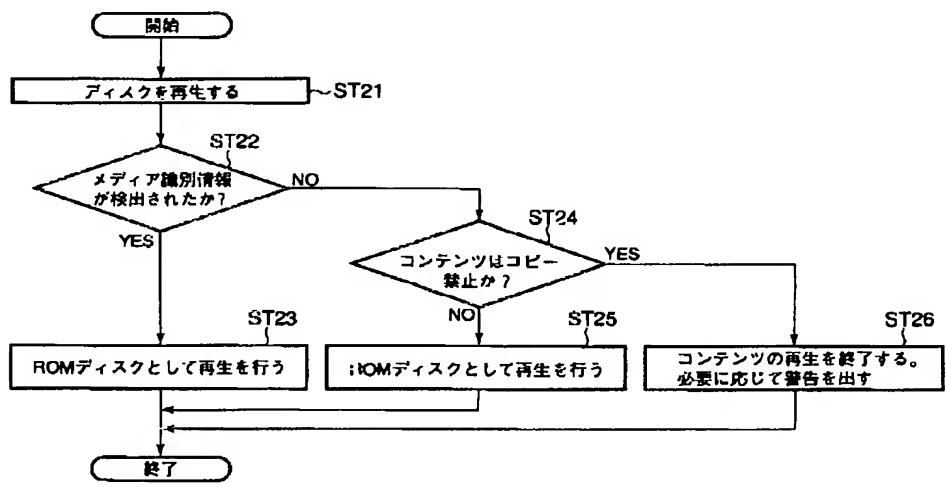 開始
ディスクを再生する
ST21
ST22
メディア識別情報
が検出されたか？
NO
YES
ST24
コンテンツはコピー
禁止か？
YES
NO
ST23
ROMディスクとして再生を行う
ST25
ROMディスクとして再生を行う
ST26
コンテンツの再生を終了する。
必要に応じて警告を出す
終了